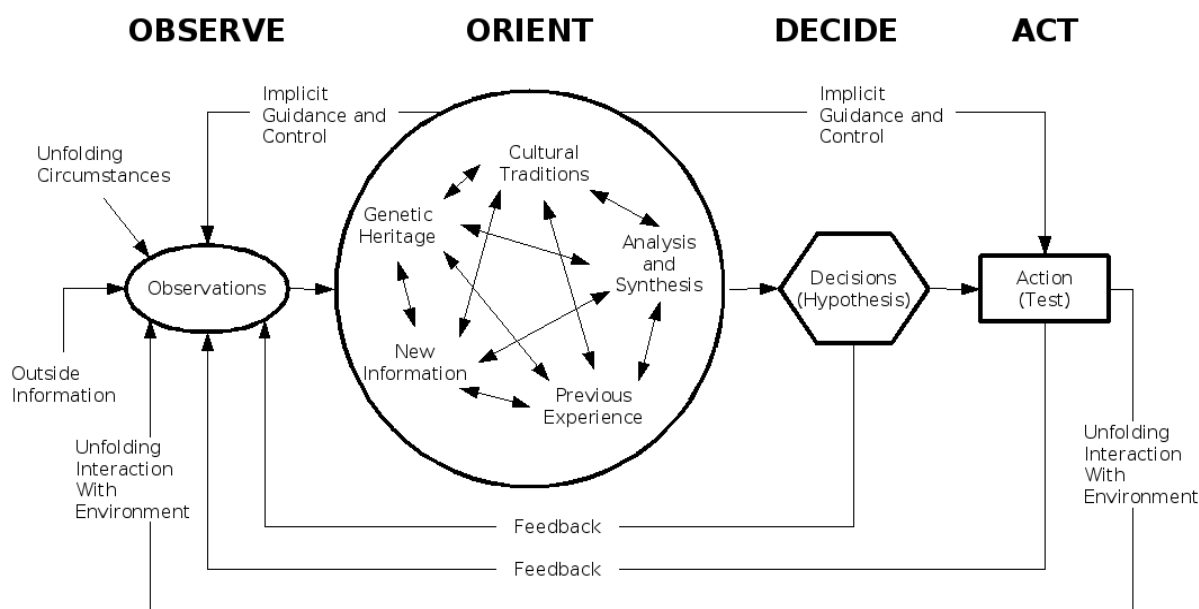 OBSERVE
ORIENT
DECIDE
ACT
Implicit
Guidance and
Control
Implicit
Guidance and
Control
Unfolding
Circumstances
Cultural
Traditions
Genetic
Heritage
Analysis
and
Synthesis
Observations
Decisions
(Hypothesis)
Action
(Test)
New
Information
Previous
Experience
Outside
Information
Unfolding
Interaction
With
Environment
Unfolding
Interaction
With
Environment
Feedback
Feedback